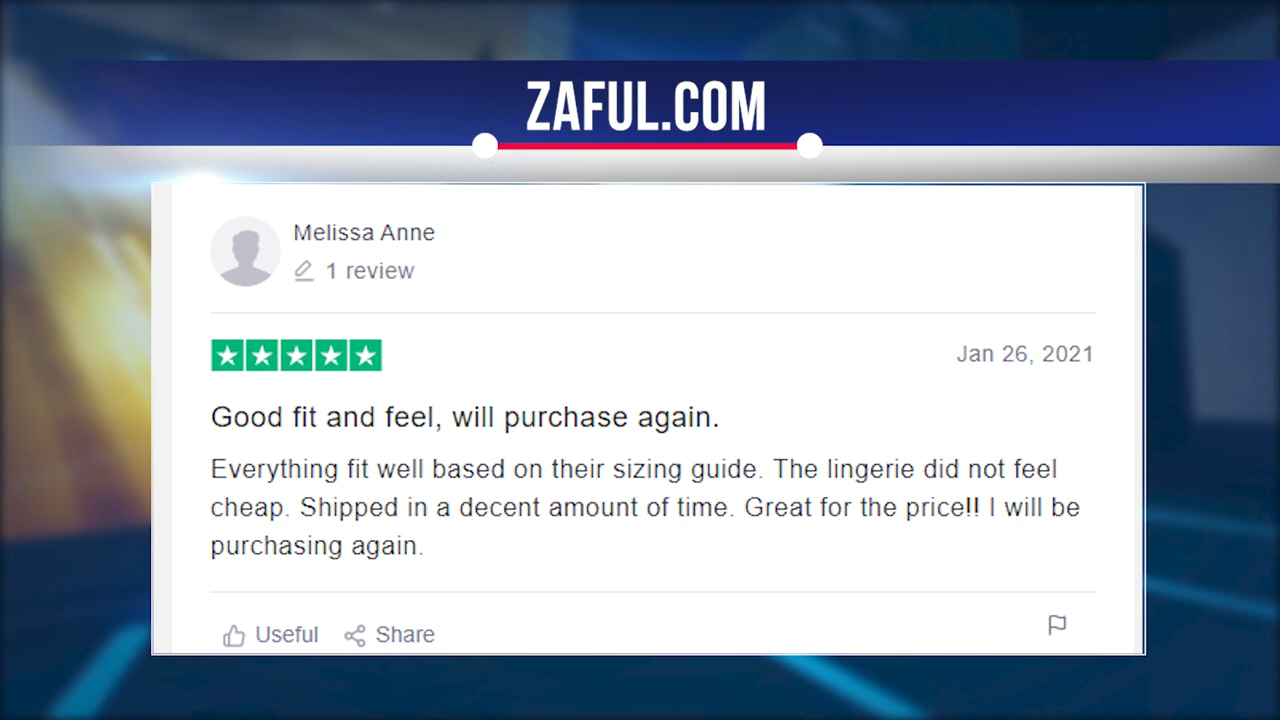 ZAFUL.COM
Melissa Anne
1 review
Jan 26, 2021
Good fit and feel, will purchase again.
Everything fit well based on their sizing guide. The lingerie did not feel
cheap. Shipped in a decent amount of time. Great for the price!! I will be
purchasing again.
Useful Share